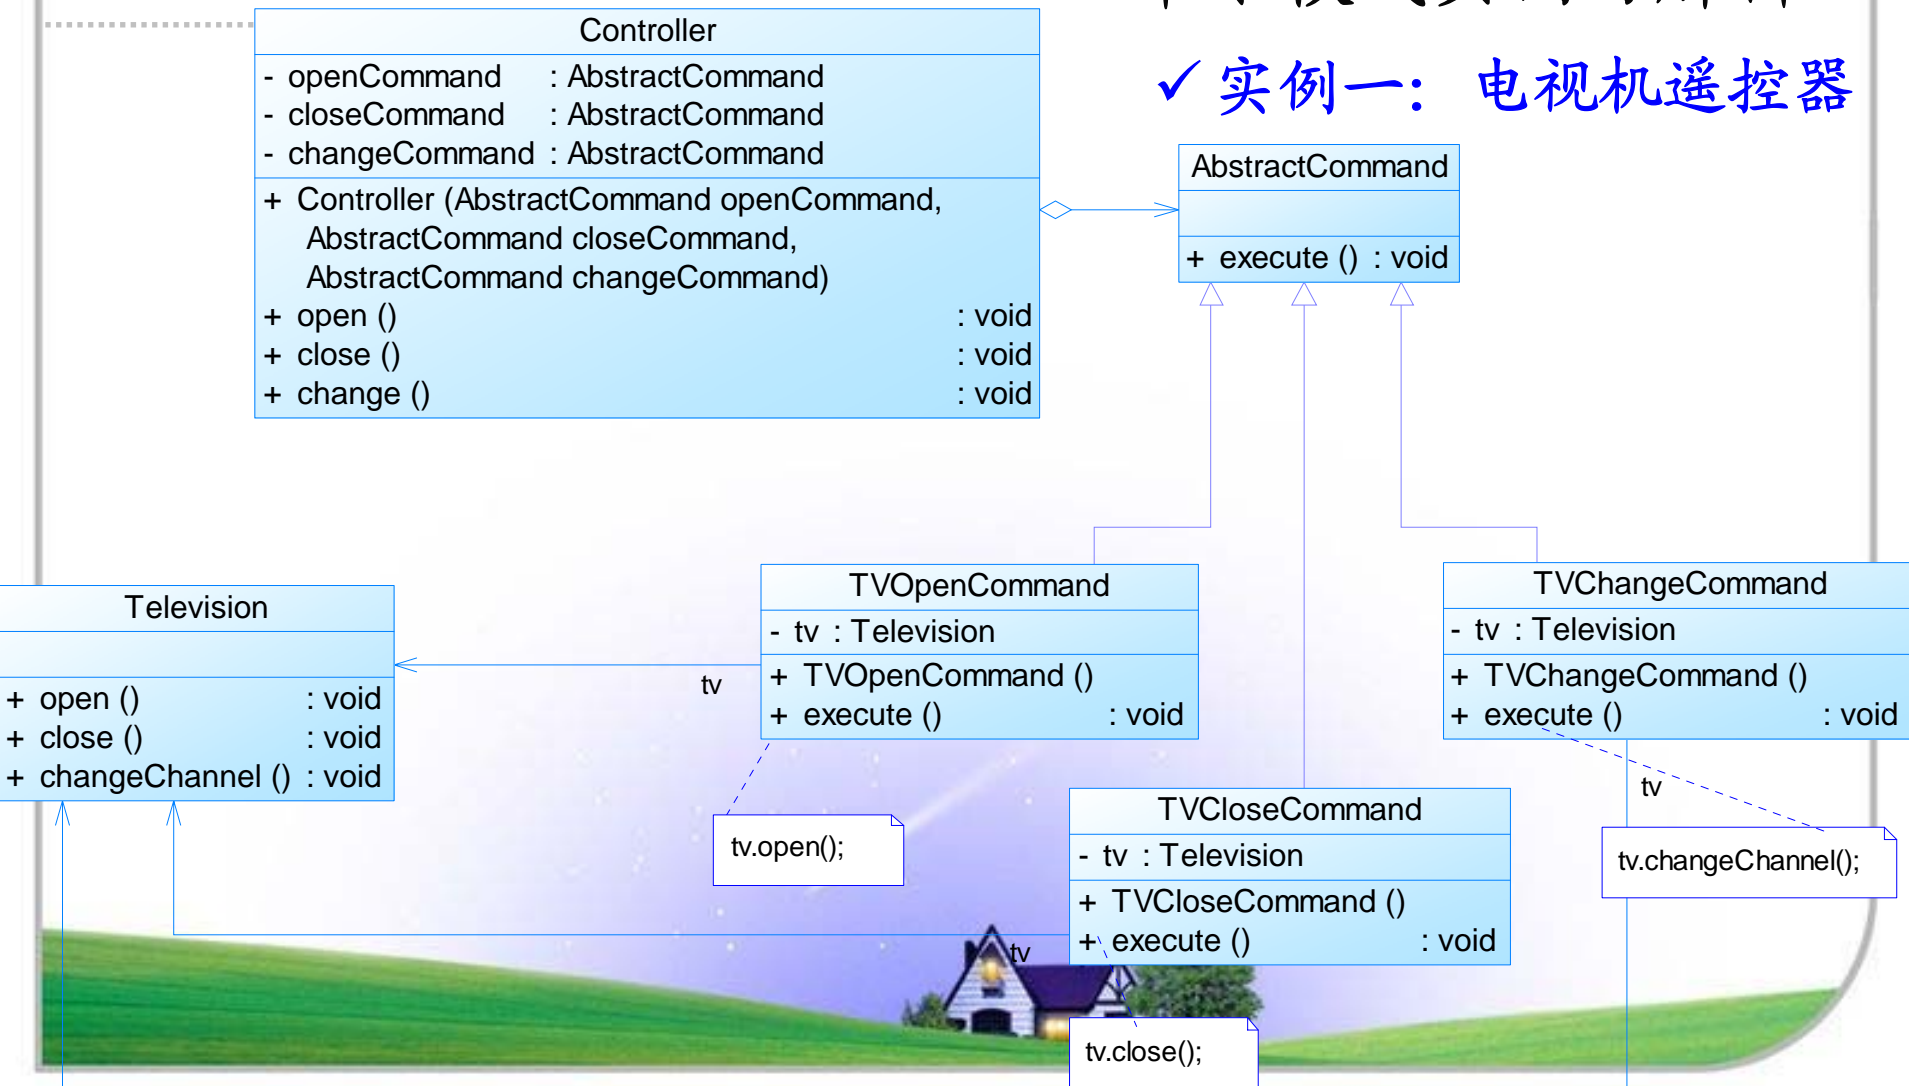 ✓实例一：电视机遥控器
Controller
- openCommand : AbstractCommand
- closeCommand : AbstractCommand
- changeCommand : AbstractCommand
+ Controller (AbstractCommand openCommand,
AbstractCommand closeCommand,
AbstractCommand changeCommand)
+ open () : void
+ close () : void
+ change () : void
AbstractCommand
+ execute () : void
Television
+ open () : void
+ close () : void
+ changeChannel () : void
tv
TVOpenCommand
- tv : Television
+ TVOpenCommand ()
+ execute () : void
tv.open();
TVCloseCommand
- tv : Television
+ TVCloseCommand ()
+ execute () : void
tv
tv.close();
TVChangeCommand
- tv : Television
+ TVChangeCommand ()
+ execute () : void
tv
tv.changeChannel();